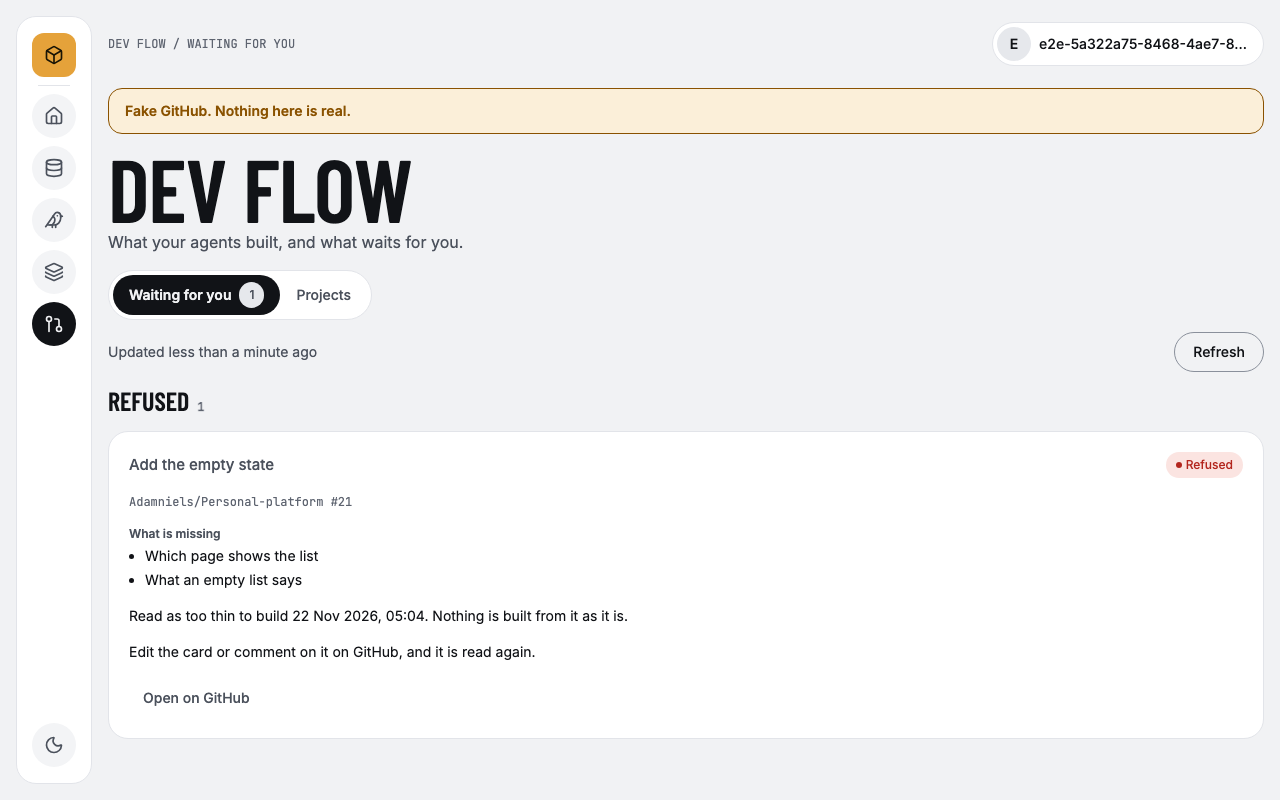 DEV FLOW / WAITING FOR YOU
E e2e-5a322a75-8468-4ae7-8...
Fake GitHub. Nothing here is real.
DEV FLOW
What your agents built, and what waits for you.
Waiting for you 1 Projects
Updated less than a minute ago
Refresh
REFUSED 1
Add the empty state
Refused
Adamniels/Personal-platform #21
What is missing
• Which page shows the list
• What an empty list says
Read as too thin to build 22 Nov 2026, 05:04. Nothing is built from it as it is.
Edit the card or comment on it on GitHub, and it is read again.
Open on GitHub